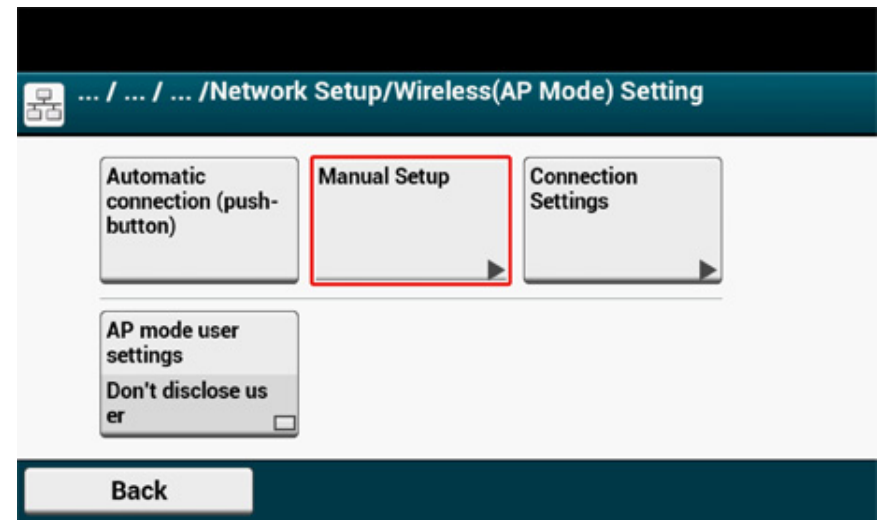 ... / ... / ... /Network Setup/Wireless(AP Mode) Setting
Automatic
connection (push-
button)
Manual Setup
Connection
Settings
AP mode user
settings
Don't disclose us
er
Back